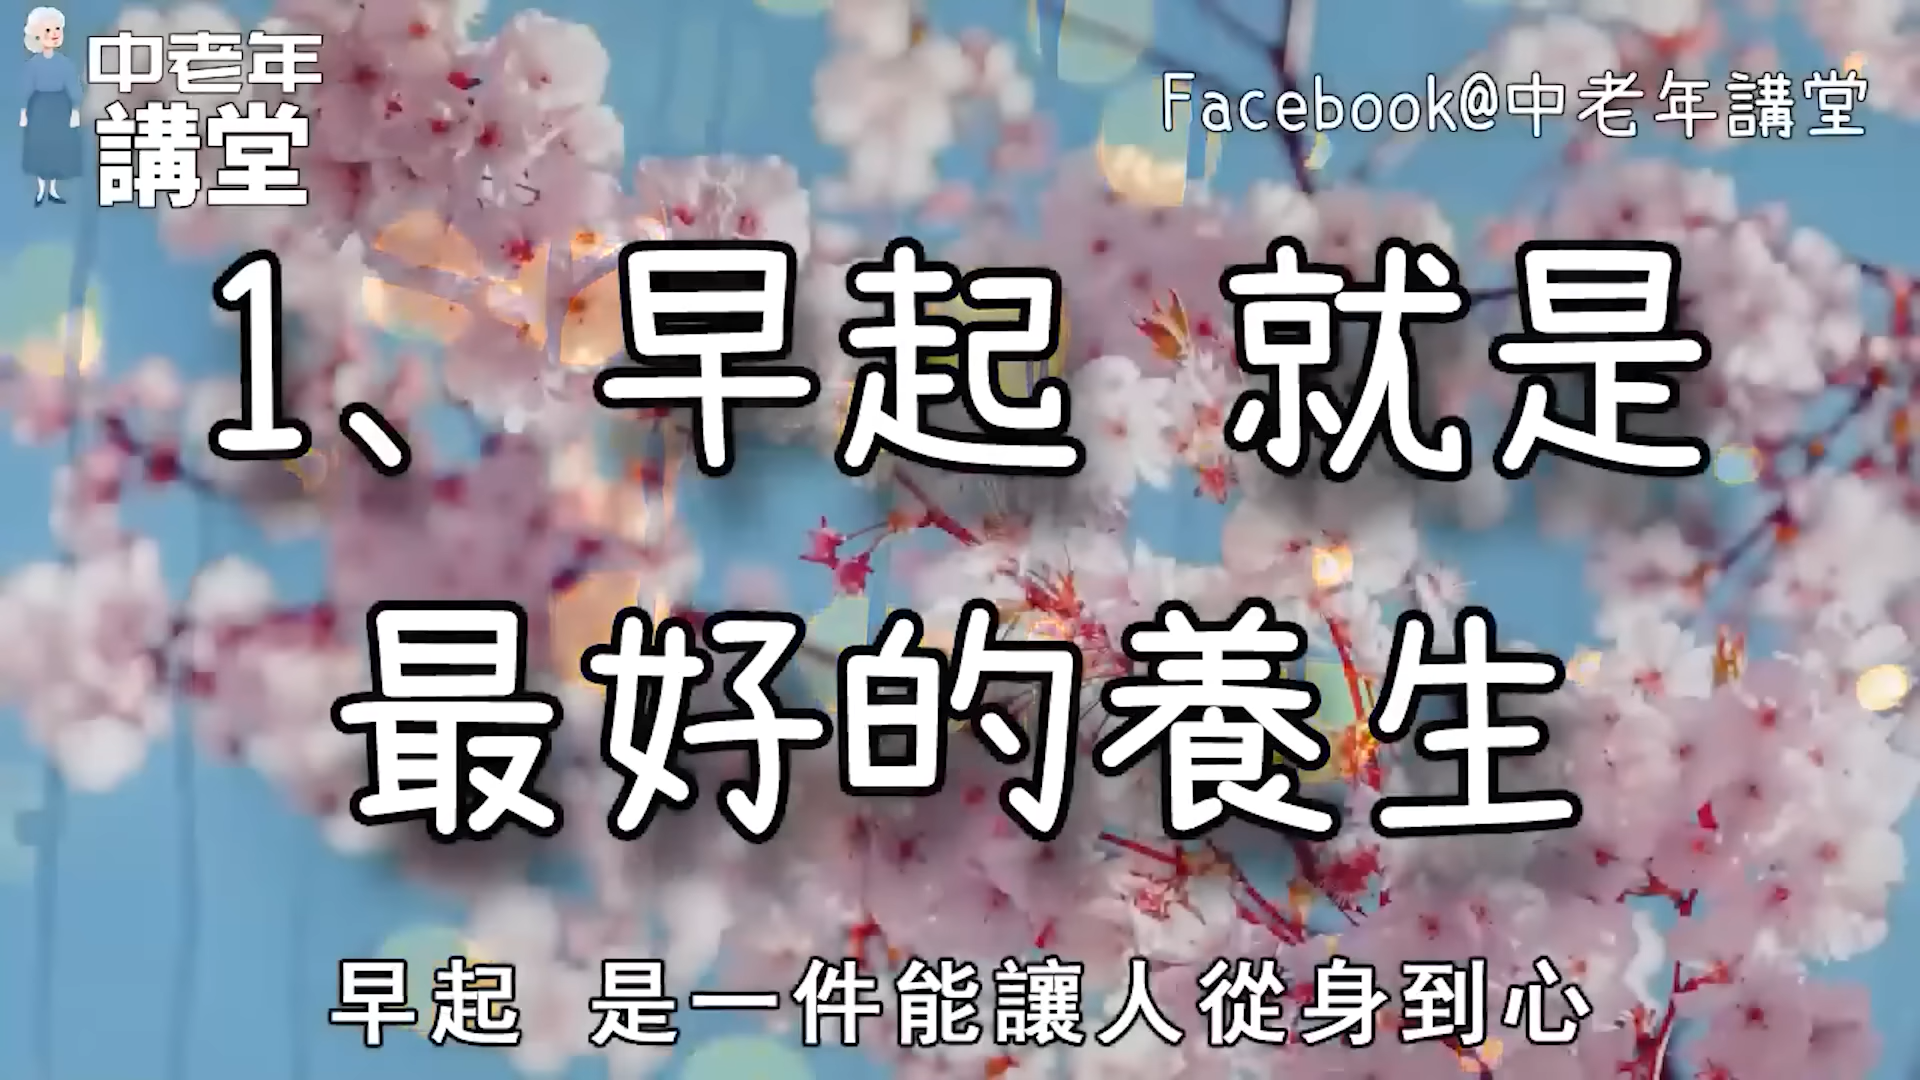 中老年
講堂
Facebook@中老年講堂
1、早起 就是
最好的養生
早起 是一件能讓人從身到心